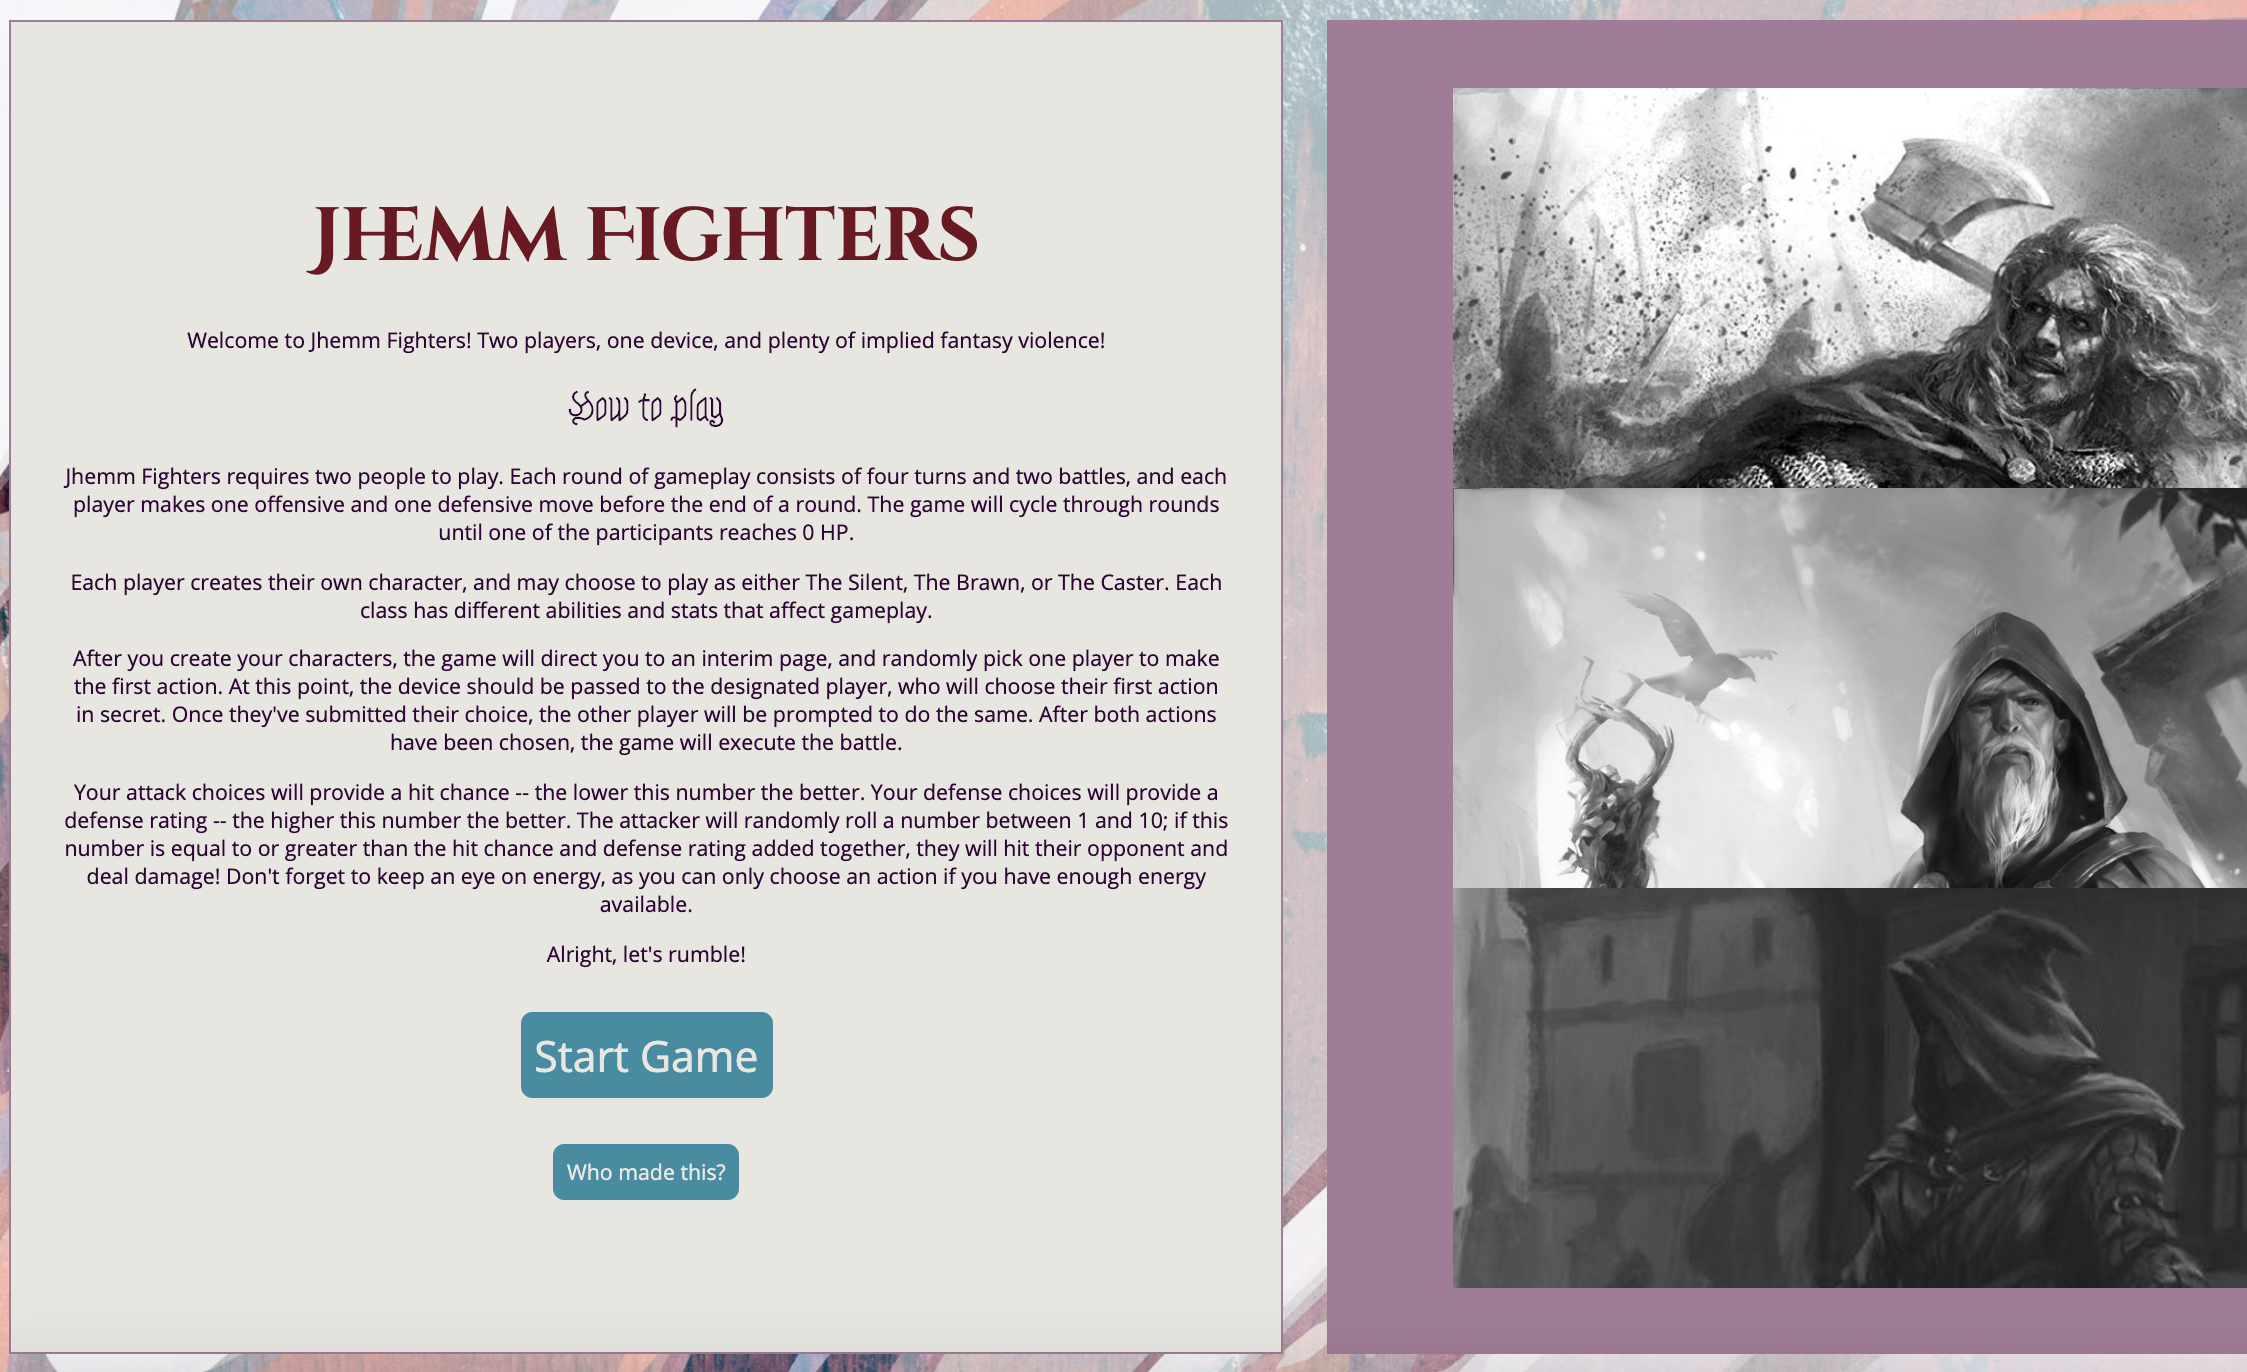 Jhemm Fighters
Welcome to Jhemm Fighters! Two players, one device, and plenty of implied fantasy violence!
How to play
Jhemm Fighters requires two people to play. Each round of gameplay consists of four turns and two battles, and each
player makes one offensive and one defensive move before the end of a round. The game will cycle through rounds
until one of the participants reaches 0 HP.
Each player creates their own character, and may choose to play as either The Silent, The Brawn, or The Caster. Each
class has different abilities and stats that affect gameplay.
After you create your characters, the game will direct you to an interim page, and randomly pick one player to make
the first action. At this point, the device should be passed to the designated player, who will choose their first action
in secret. Once they've submitted their choice, the other player will be prompted to do the same. After both actions
have been chosen, the game will execute the battle.
Your attack choices will provide a hit chance -- the lower this number the better. Your defense choices will provide a
defense rating -- the higher this number the better. The attacker will randomly roll a number between 1 and 10; if this
number is equal to or greater than the hit chance and defense rating added together, they will hit their opponent and
deal damage! Don't forget to keep an eye on energy, as you can only choose an action if you have enough energy
available.
Alright, let's rumble!
Start Game
Who made this?